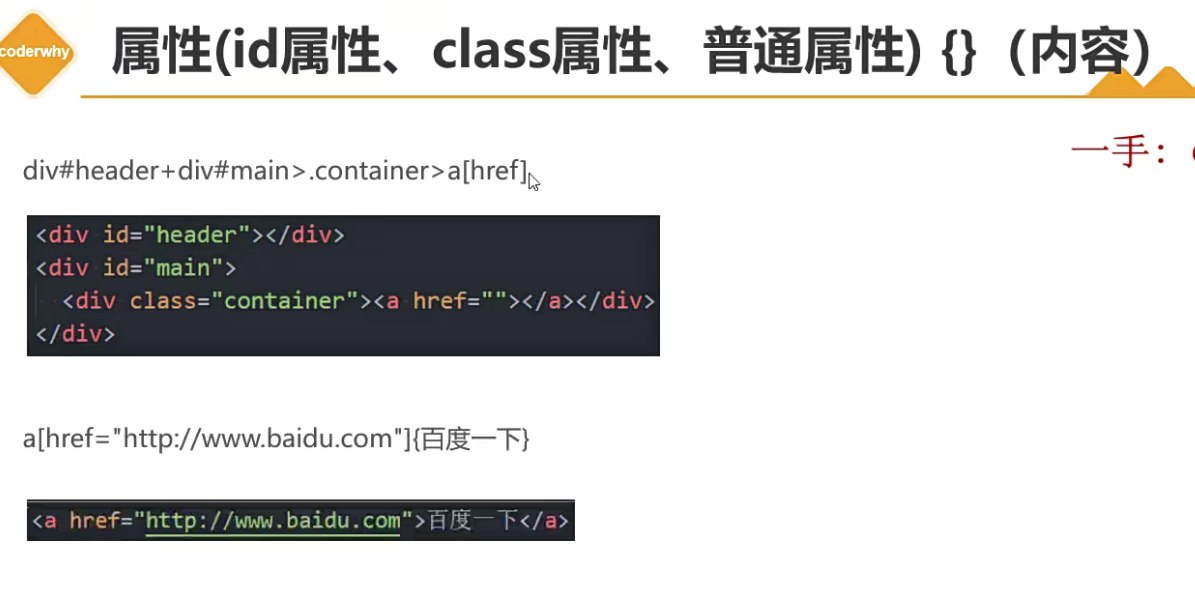 coderwhy
属性(id属性、class属性、普通属性) {}（内容）
一手：
div#header+div#main>.container>a[href]
<div id="header"></div>
<div id="main">
<div class="container"><a href=""></a></div>
</div>
a[href="http://www.baidu.com"]{百度一下}
<a href="http://www.baidu.com">百度一下</a>